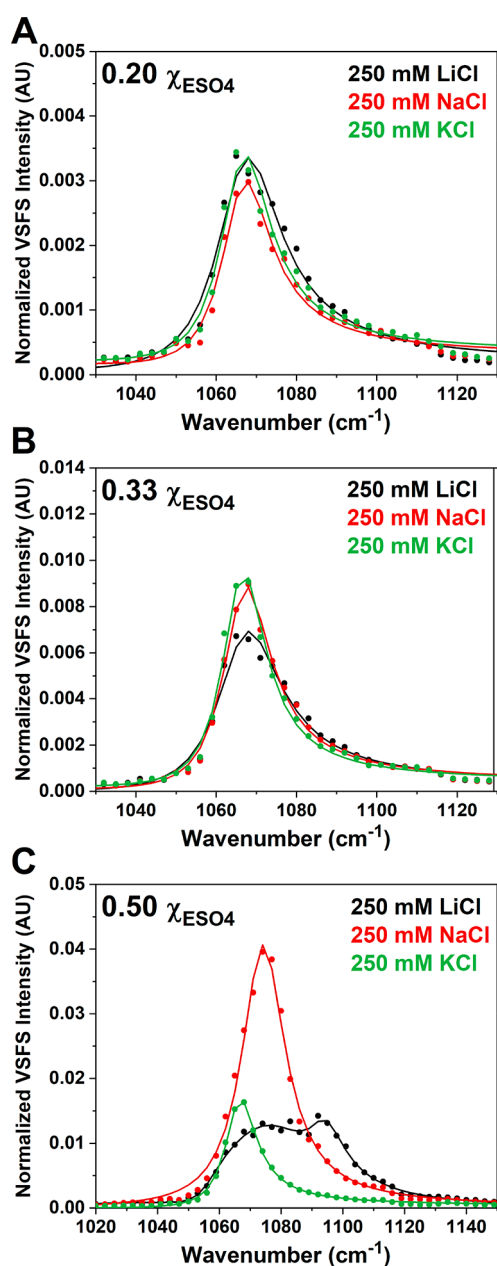 A
0.20 χESO4
250 mM LiCl
250 mM NaCl
250 mM KCl
Normalized VSFS Intensity (AU)
0.005
0.004
0.003
0.002
0.001
0.000
1040 1060 1080 1100 1120
Wavenumber (cm-1)
B
0.33 χESO4
250 mM LiCl
250 mM NaCl
250 mM KCl
Normalized VSFS Intensity (AU)
0.014
0.012
0.010
0.008
0.006
0.004
0.002
0.000
1040 1060 1080 1100 1120
Wavenumber (cm-1)
C
0.50 χESO4
250 mM LiCl
250 mM NaCl
250 mM KCl
Normalized VSFS Intensity (AU)
0.05
0.04
0.03
0.02
0.01
0.00
1020 1040 1060 1080 1100 1120 1140
Wavenumber (cm-1)